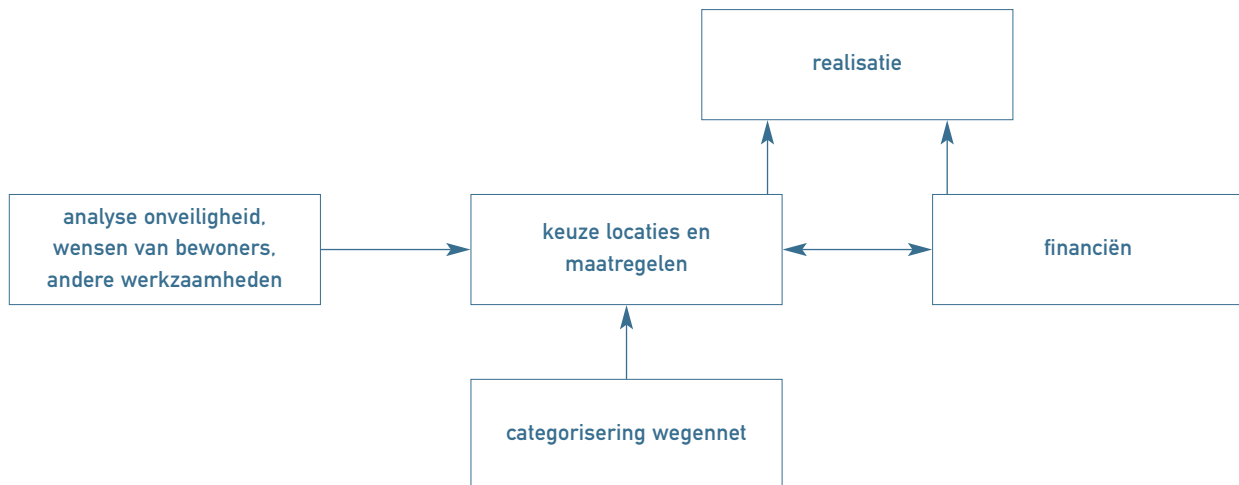 realisatie
analyse onveiligheid,
wensen van bewoners,
andere werkzaamheden
keuze locaties en
maatregelen
financiën
categorisering wegennet